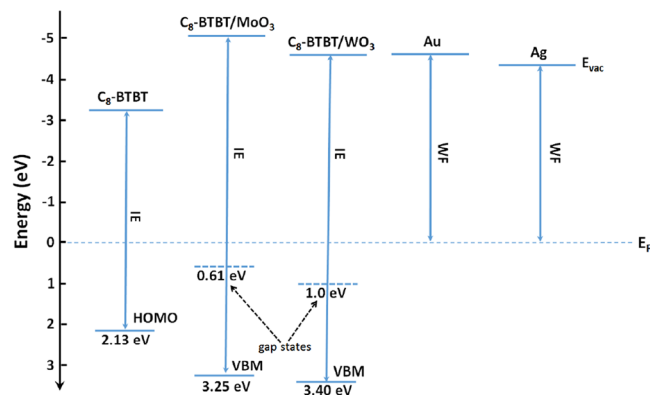 C₈-BTBT/MoO₃
C₈-BTBT/WO₃
Au
Ag
Eᵥₐc
C₈-BTBT
-5
-4
-3
-2
-1
0
1
2
3
Energy (eV)
IE
IE
IE
WF
WF
E_F
0.61 eV
1.0 eV
gap states
HOMO
2.13 eV
VBM
3.25 eV
VBM
3.40 eV